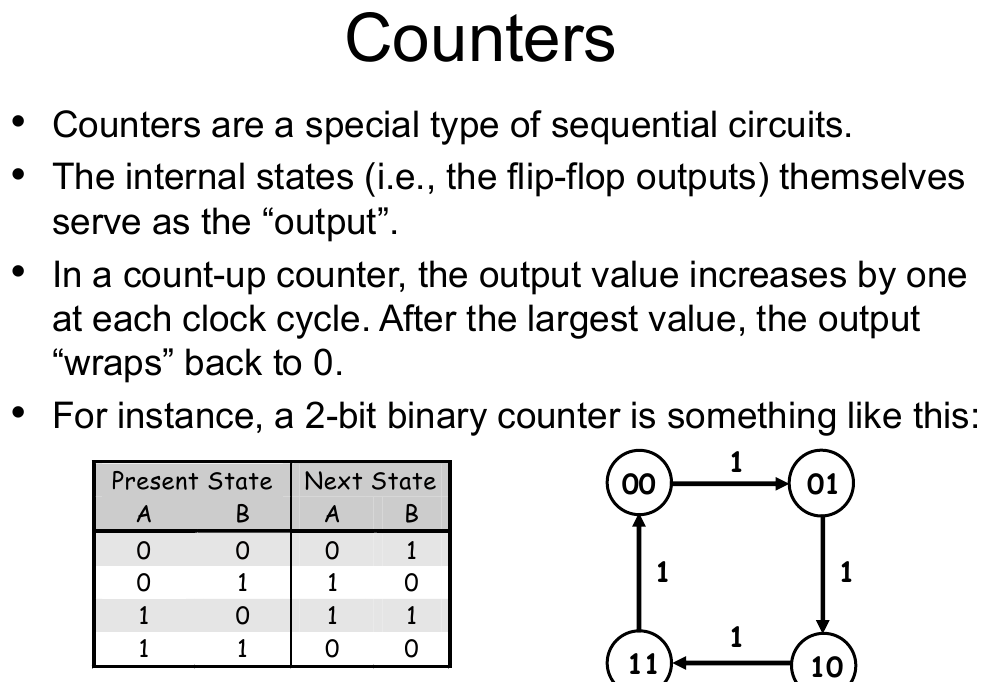 Counters
• Counters are a special type of sequential circuits.
• The internal states (i.e., the flip-flop outputs) themselves
serve as the “output”.
• In a count-up counter, the output value increases by one
at each clock cycle. After the largest value, the output
“wraps” back to 0.
• For instance, a 2-bit binary counter is something like this:
Present State Next State
A B A B
0 0 0 1
0 1 1 0
1 0 1 1
1 1 0 0
00 1 01
1 1
11 1 10